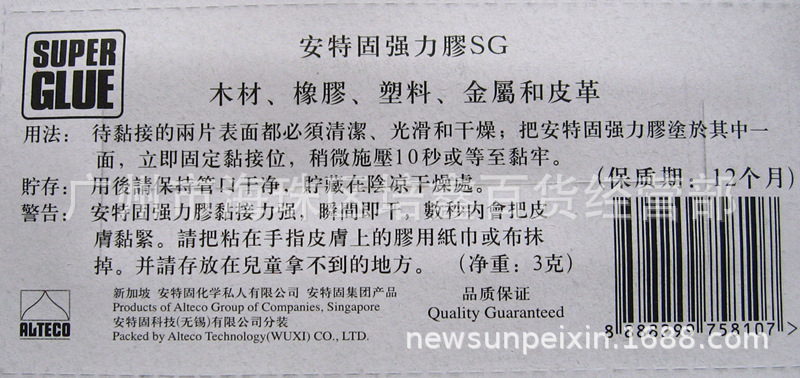 SUPER
GLUE
安特固强力膠SG
木材、橡膠、塑料、金屬和皮革
用法：待黏接的兩片表面都必須清潔、光滑和干燥；把安特固强力膠塗於其中一
面，立即固定黏接位，稍微施壓10秒或等至黏牢。
貯存：用後請保持管口干净，貯藏在陰凉干燥處。
(保质期：12个月)
警告：安特固强力膠黏接力强，瞬間即干，數秒内會把皮
膚黏緊。請把粘在手指皮膚上的膠用紙巾或布抹
掉。并請存放在兒童拿不到的地方。（净重：3克）
ALTECO
新加坡 安特固化学私人有限公司 安特固集团产品
Products of Alteco Group of Companies, Singapore
安特固科技(无锡)有限公司分装
Packed by Alteco Technology(WUXI) CO., LTD.
品质保证
Quality Guaranteed
758107
newsunpeixin.1688.com